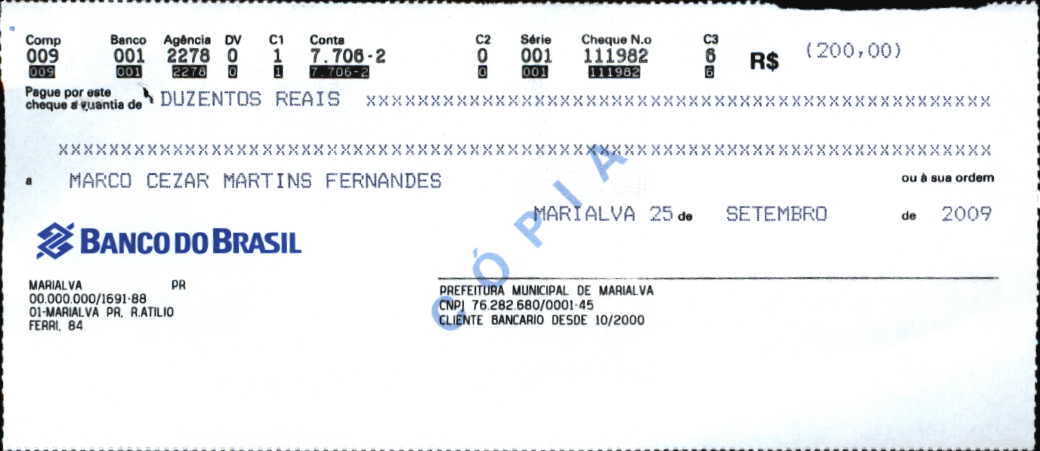 Comp Banco Agência DV C1 Conta C2 Série Cheque N.o C3
009 001 2278 0 1 7.706-2 0 001 111982 6 R$ (200,00)
009 001 2278 0 1 7.706-2 0 001 111982 6
Pague por este
cheque a quantia de DUZENTOS REAIS xxxxxxxxxxxxxxxxxxxxxxxxxxxxxxxxxxxxxxxxxxxxxxxxxx
xxxxxxxxxxxxxxxxxxxxxxxxxxxxxxxxxxxxxxxxxxxxxxxxxxxxxxxxxxxxxxxxxxxxxxxxxx
a MARCO CEZAR MARTINS FERNANDES ou à sua ordem
MARIALVA 25 de SETEMBRO de 2009
BANCO DO BRASIL
MARIALVA PR
00.000.000/1691-88
01-MARIALVA PR, R.ATILIO
FERRI, 84
PREFEITURA MUNICIPAL DE MARIALVA
CNPJ 76.282.680/0001-45
CLIENTE BANCARIO DESDE 10/2000
CÓPIA